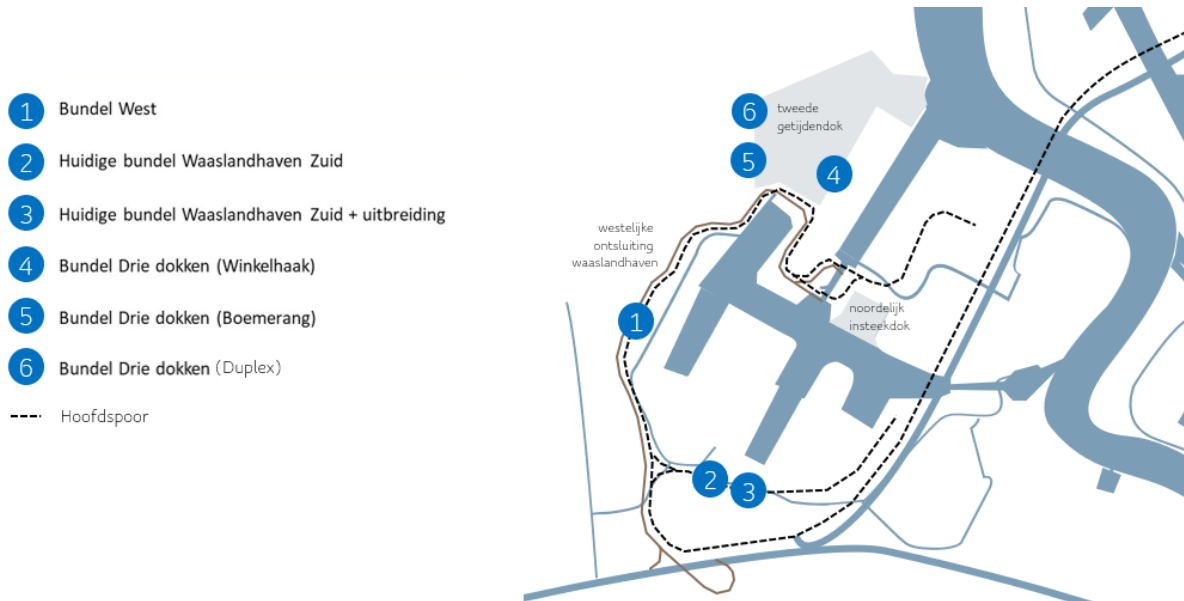 1 Bundel West
2 Huidige bundel Waaslandhaven Zuid
3 Huidige bundel Waaslandhaven Zuid + uitbreiding
4 Bundel Drie dokken (Winkelhaak)
5 Bundel Drie dokken (Boemerang)
6 Bundel Drie dokken (Duplex)
Hoofdspoor
6 tweede
getijdendok
5
4
westelijke
ontsluiting
waaslandhaven
1
noordelijk
insteekdok
2
3